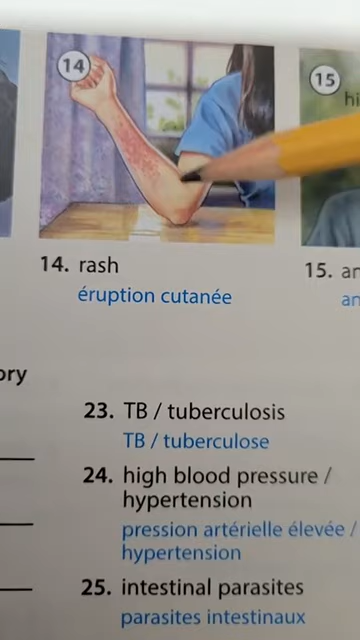 14
15
hi
14. rash
éruption cutanée
15. an
an
ory
23. TB / tuberculosis
TB / tuberculose
24. high blood pressure /
hypertension
pression artérielle élevée /
hypertension
25. intestinal parasites
parasites intestinaux